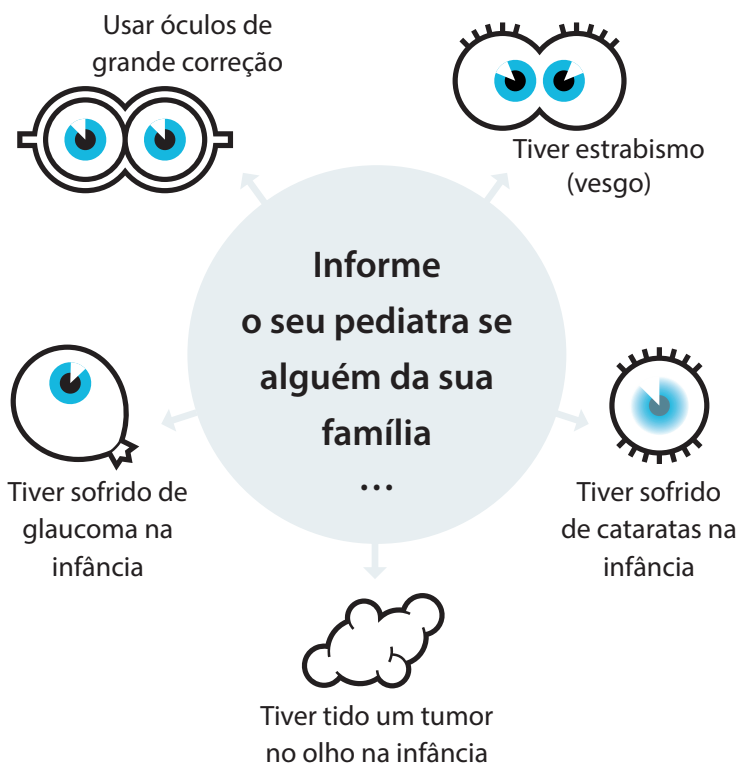 Usar óculos de
grande correção
Tiver estrabismo
(vesgo)
Informe
o seu pediatra se
alguém da sua
família
...
Tiver sofrido de
glaucoma na
infância
Tiver sofrido
de cataratas na
infância
Tiver tido um tumor
no olho na infância